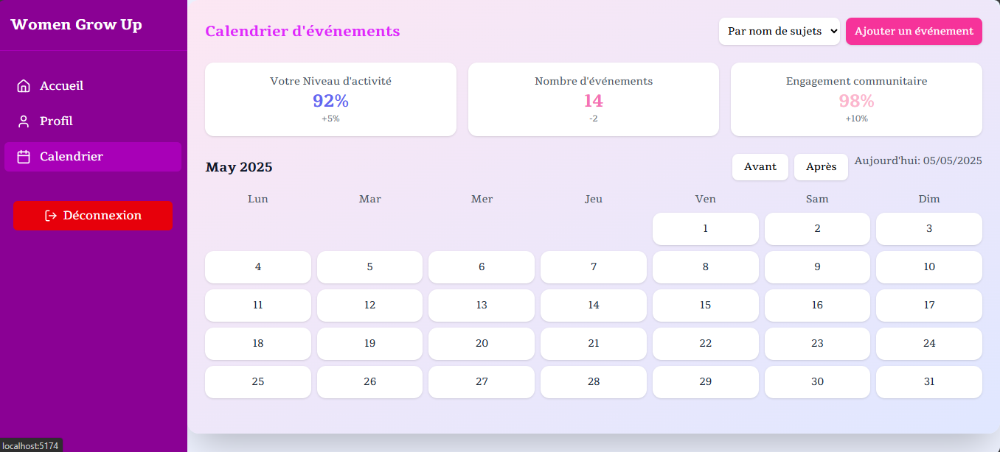 Women Grow Up
Accueil
Profil
Calendrier
Déconnexion
Calendrier d'événements
Par nom de sujets
Ajouter un événement
Votre Niveau d'activité
92%
+5%
Nombre d'événements
14
-2
Engagement communitaire
98%
+10%
May 2025
Avant
Après
Aujourd'hui: 05/05/2025
Lun Mar Mer Jeu Ven Sam Dim
1 2 3
4 5 6 7 8 9 10
11 12 13 14 15 16 17
18 19 20 21 22 23 24
25 26 27 28 29 30 31
localhost:5174